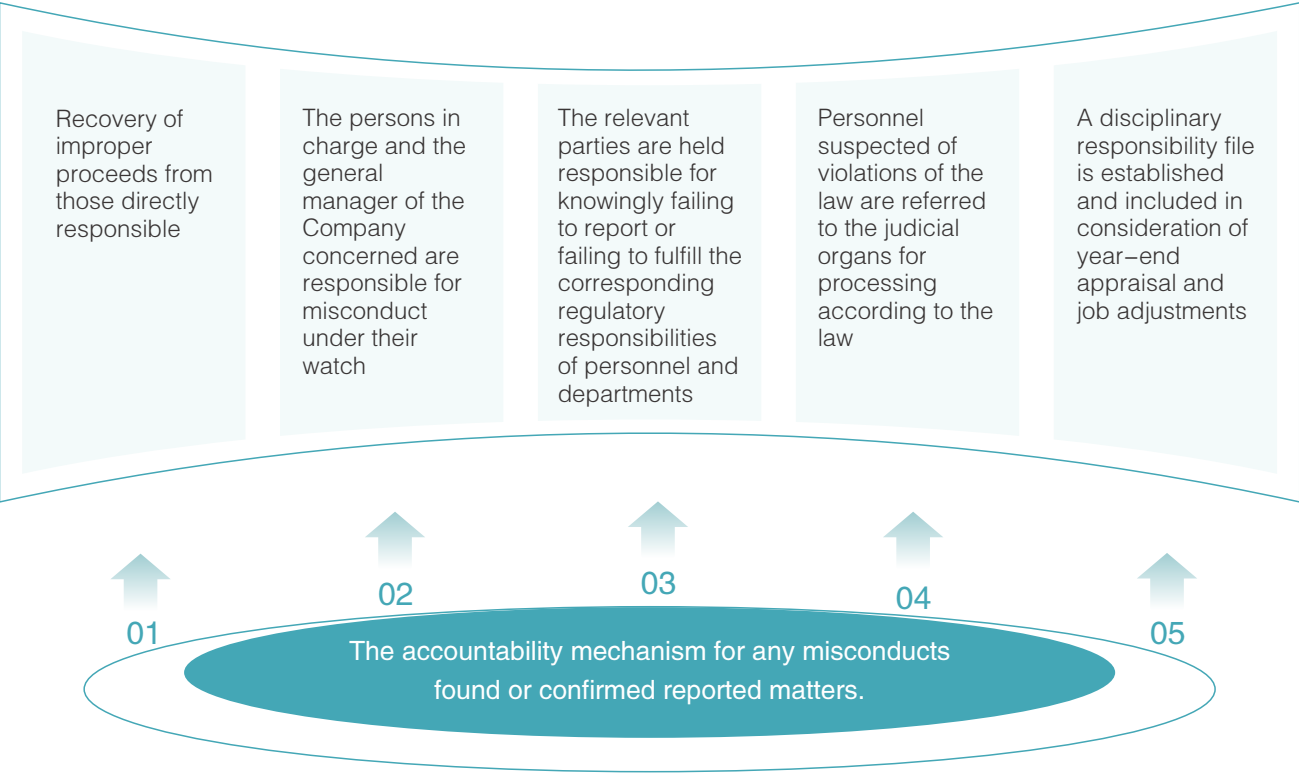 Recovery of
improper
proceeds from
those directly
responsible
The persons in
charge and the
general
manager of the
Company
concerned are
responsible for
misconduct
under their
watch
The relevant
parties are held
responsible for
knowingly failing
to report or
failing to fulfill the
corresponding
regulatory
responsibilities
of personnel and
departments
Personnel
suspected of
violations of the
law are referred
to the judicial
organs for
processing
according to the
law
A disciplinary
responsibility file
is established
and included in
consideration of
year–end
appraisal and
job adjustments
01
02
03
04
05
The accountability mechanism for any misconducts
found or confirmed reported matters.